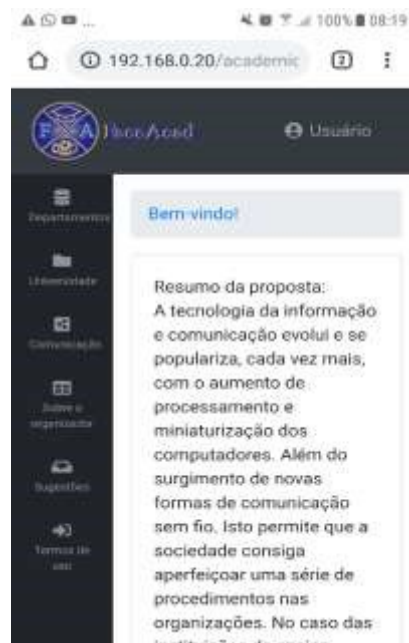 ... 100% 08:19
192.168.0.20/academic 2
F A
Usuário
Departamentos
Universidade
Comunicação
Sobre o
organizador
Sugestões
Termos de
uso
Bem-vindo!
Resumo da proposta:
A tecnologia da informação
e comunicação evolui e se
populariza, cada vez mais,
com o aumento de
processamento e
miniaturização dos
computadores. Além do
surgimento de novas
formas de comunicação
sem fio. Isto permite que a
sociedade consiga
aperfeiçoar uma série de
procedimentos nas
organizações. No caso das